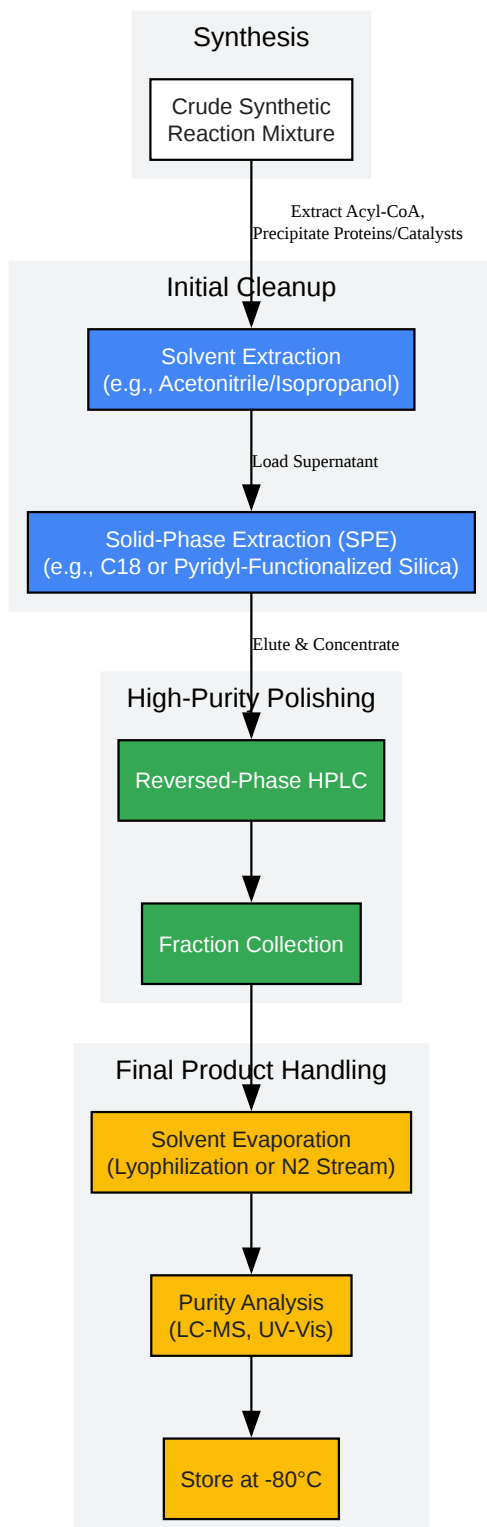 Synthesis
Crude Synthetic
Reaction Mixture
Extract Acyl-CoA,
Precipitate Proteins/Catalysts
Initial Cleanup
Solvent Extraction
(e.g., Acetonitrile/Isopropanol)
Load Supernatant
Solid-Phase Extraction (SPE)
(e.g., C18 or Pyridyl-Functionalized Silica)
Elute & Concentrate
High-Purity Polishing
Reversed-Phase HPLC
Fraction Collection
Final Product Handling
Solvent Evaporation
(Lyophilization or N2 Stream)
Purity Analysis
(LC-MS, UV-Vis)
Store at -80°C